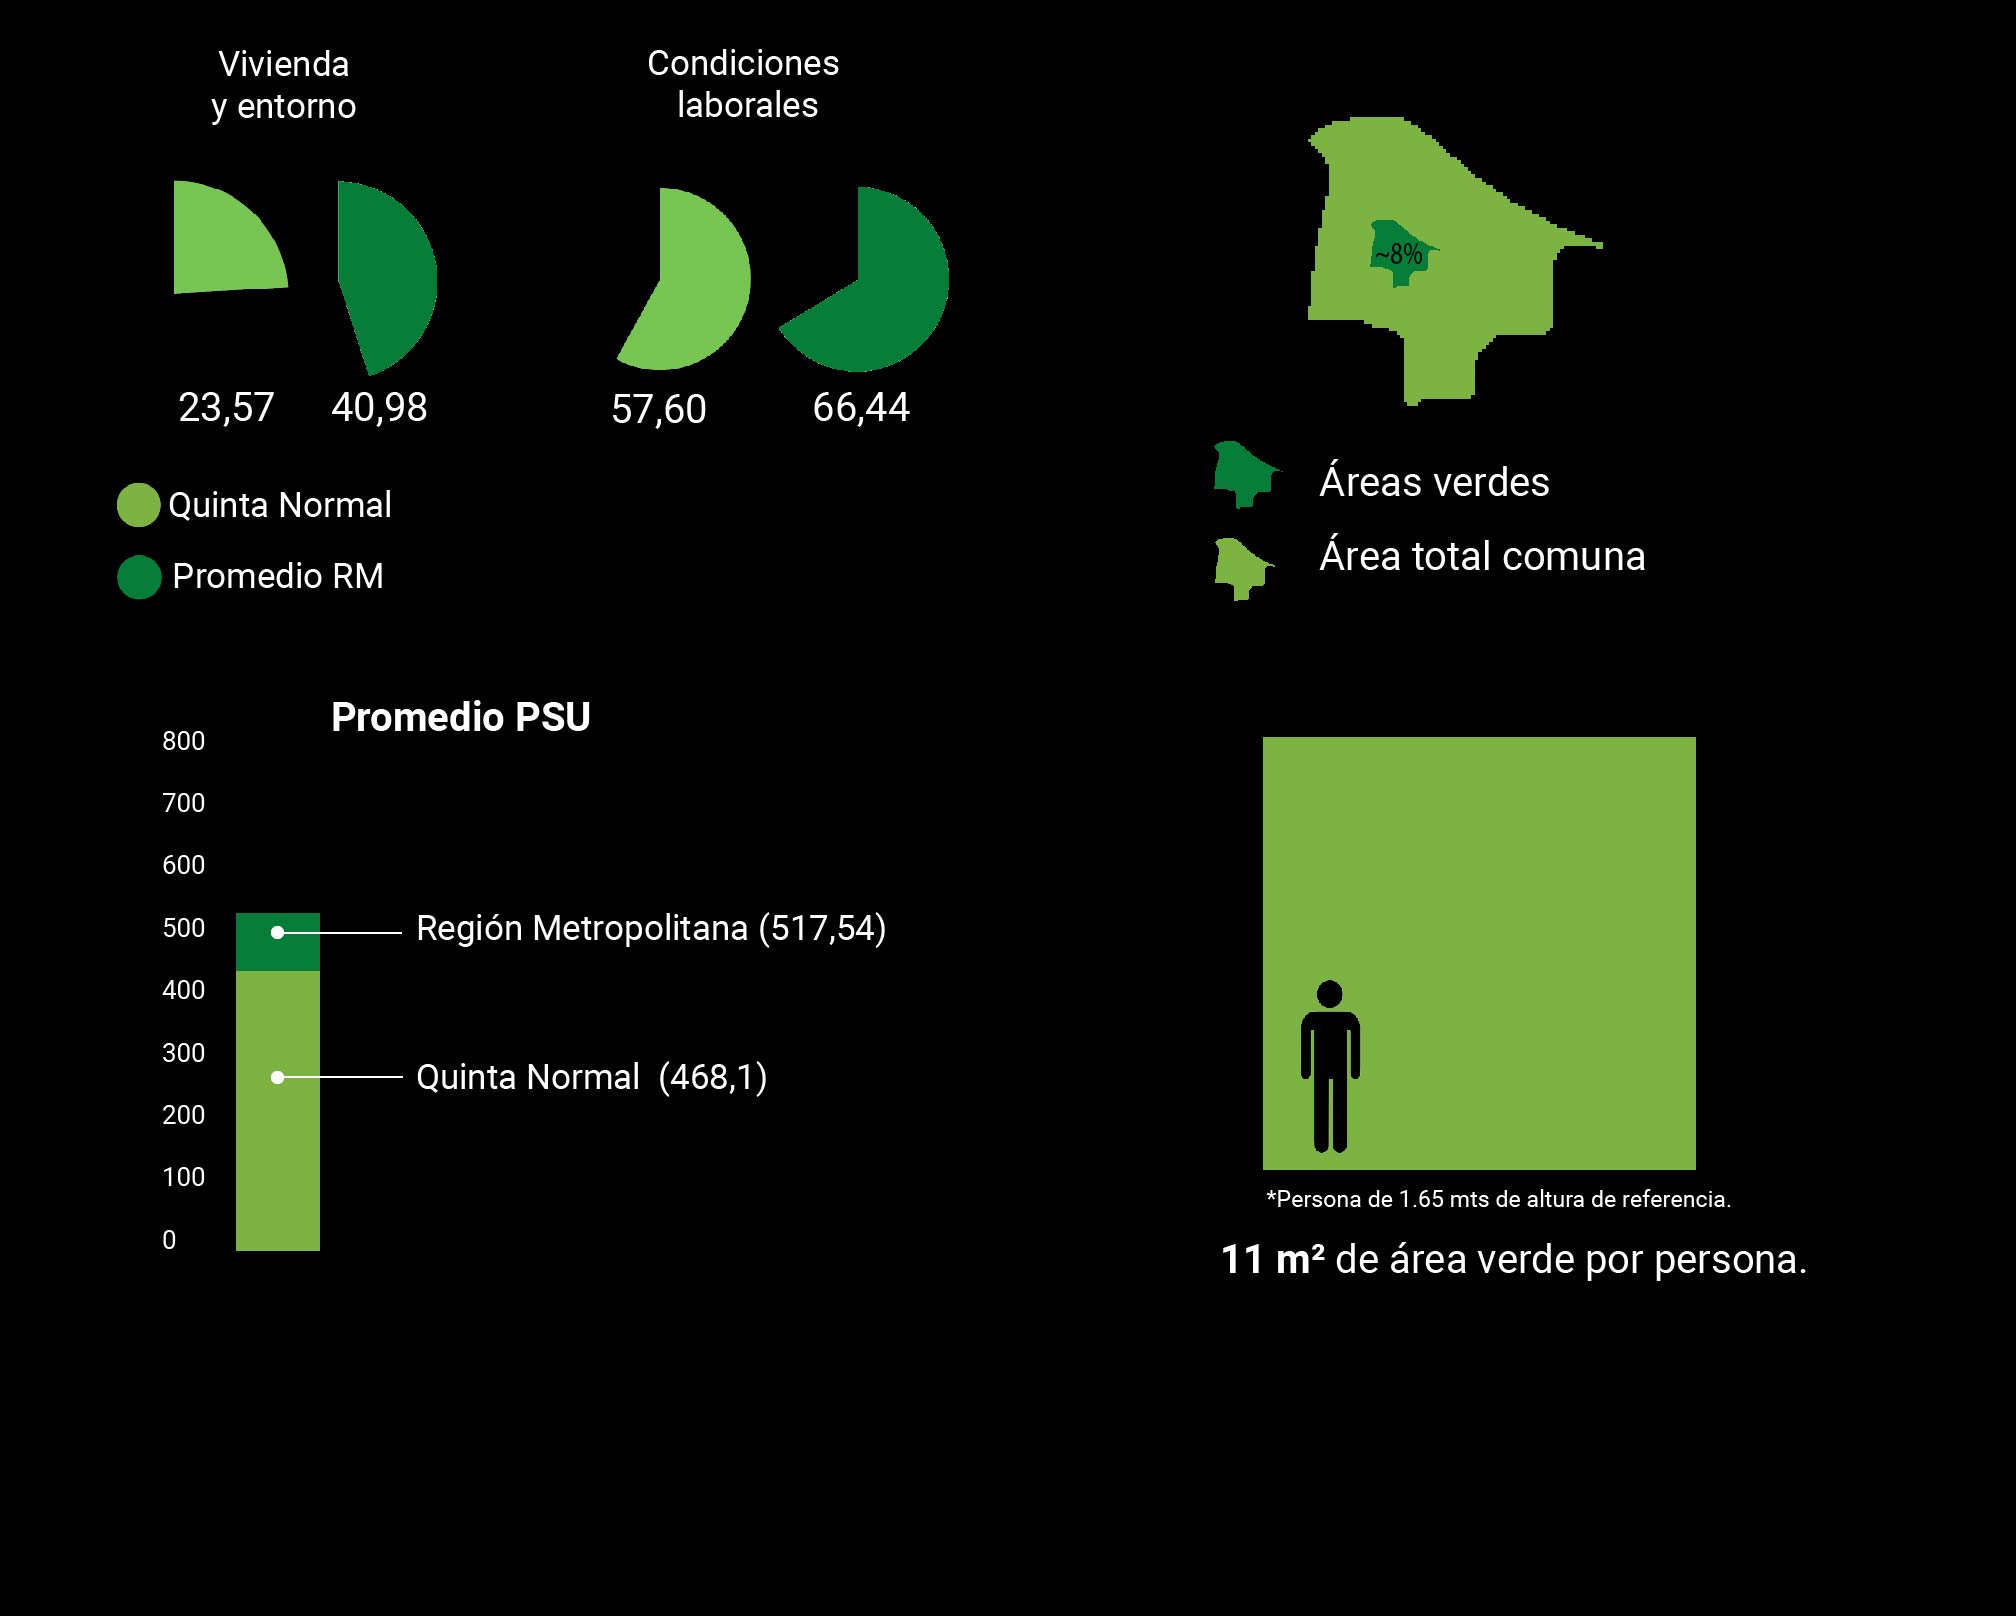 Vivienda
y entorno
Condiciones
laborales
23,57
40,98
57,60
66,44
Quinta Normal
Promedio RM
~8%
Áreas verdes
Área total comuna
Promedio PSU
800
700
600
500
400
300
200
100
0
Región Metropolitana (517,54)
Quinta Normal  (468,1)
*Persona de 1.65 mts de altura de referencia.
11 m² de área verde por persona.